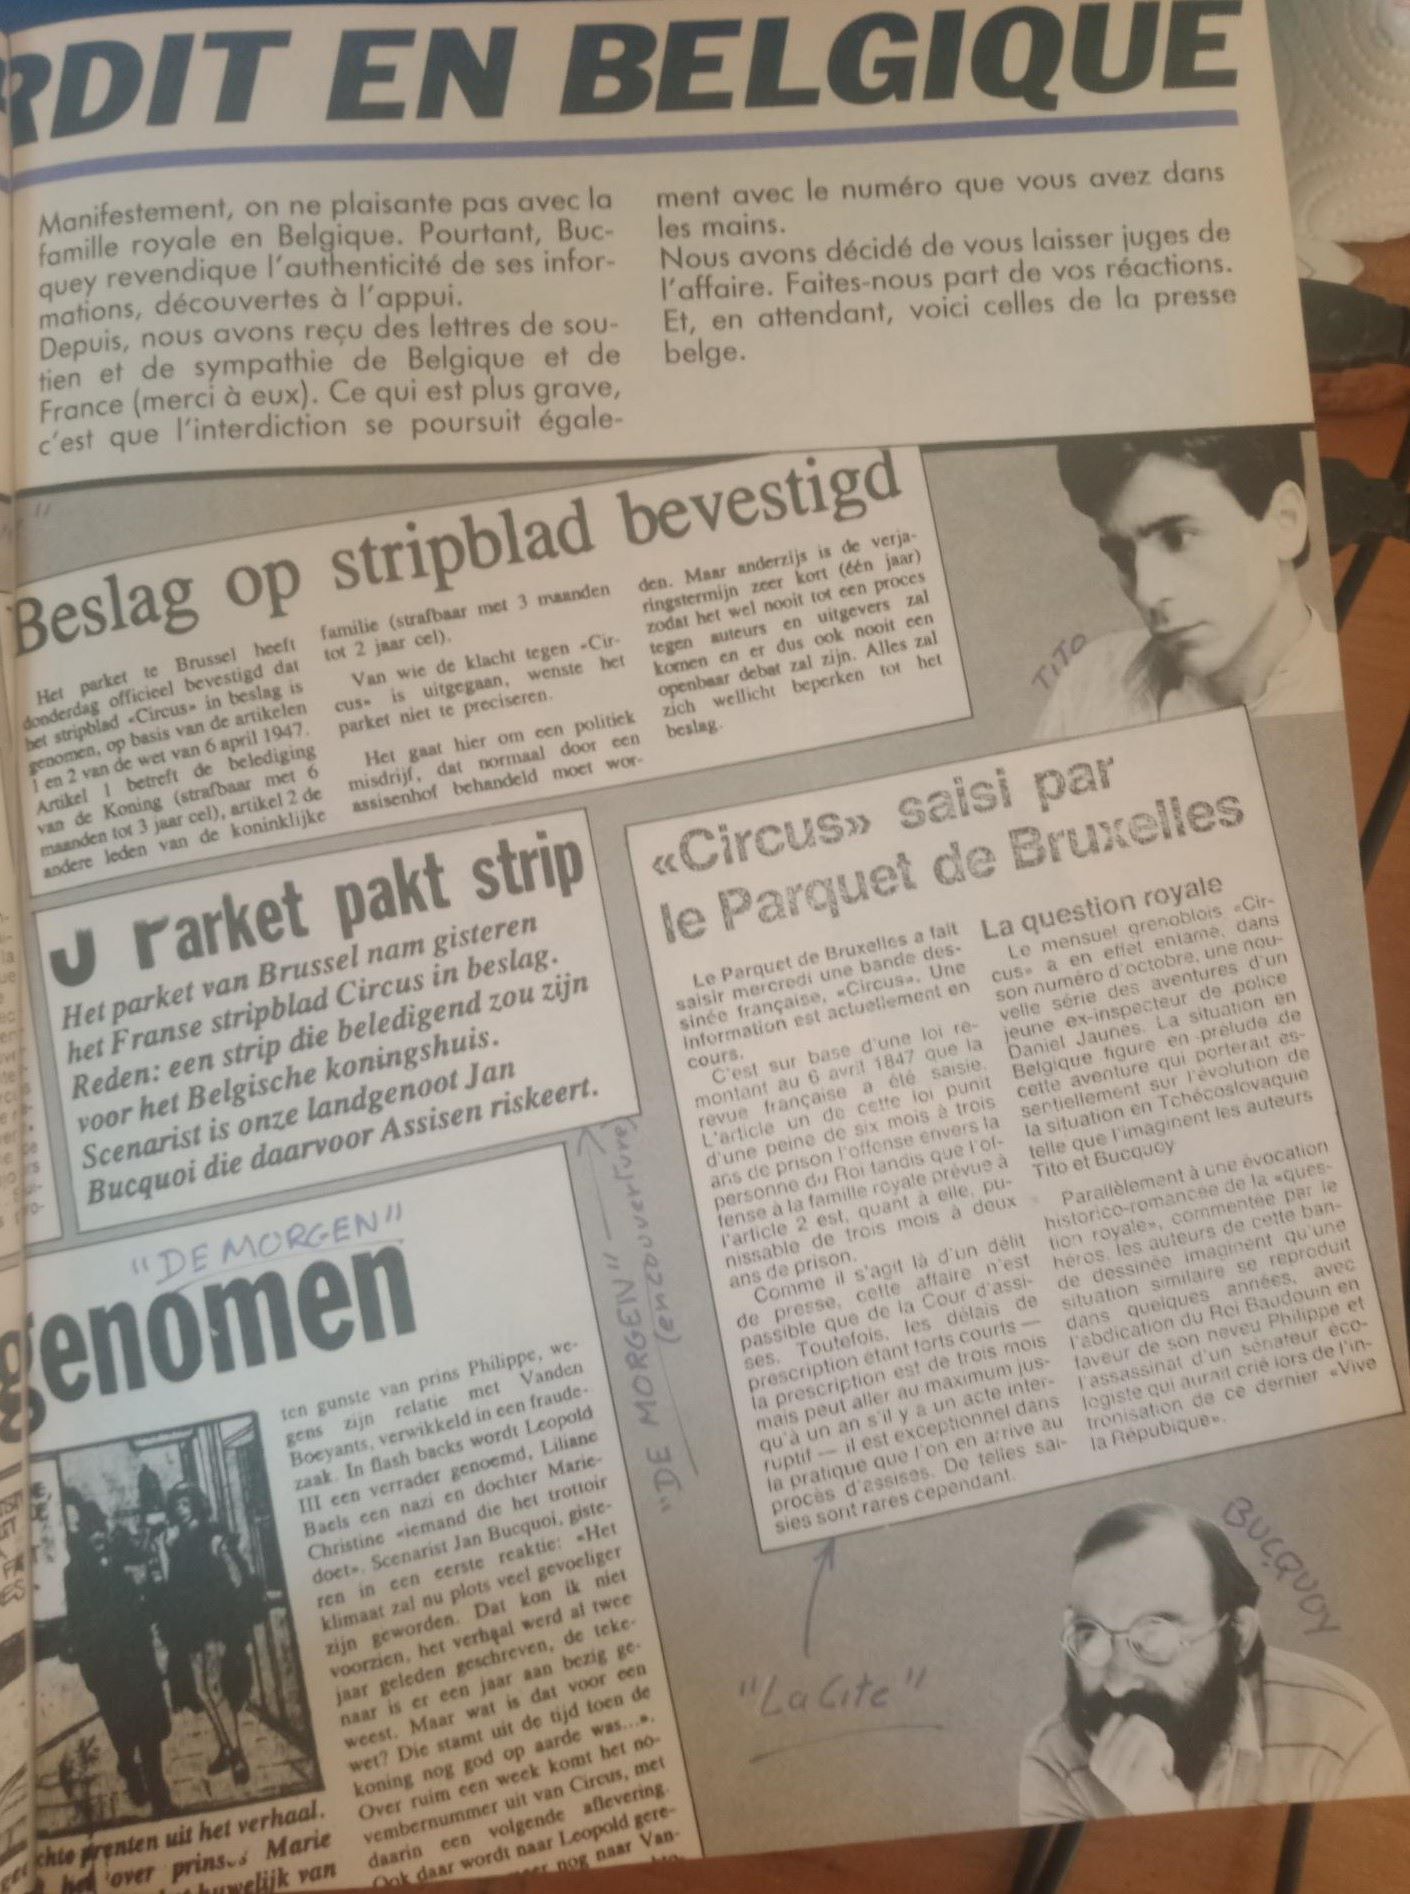 RDIT EN BELGIQUE
Manifestement, on ne plaisante pas avec la
famille royale en Belgique. Pourtant, Buc-
quey revendique l'authenticité de ses infor-
mations, découvertes à l'appui.
Depuis, nous avons reçu des lettres de sou-
tien et de sympathie de Belgique et de
France (merci à eux). Ce qui est plus grave,
c'est que l'interdiction se poursuit égale-
ment avec le numéro que vous avez dans
les mains.
Nous avons décidé de vous laisser juges de
l'affaire. Faites-nous part de vos réactions.
Et, en attendant, voici celles de la presse
belge.
Beslag op stripblad bevestigd
Het parket te Brussel heeft
donderdag officieel bevestigd dat
het stripblad «Circus» in beslag is
genomen, op basis van de artikelen
1 en 2 van de wet van 6 april 1947.
Artikel 1 betreft de belediging
van de Koning (strafbaar met 6
maanden tot 3 jaar cel), artikel 2 de
andere leden van de koninklijke
familie (strafbaar met 3 maanden
tot 2 jaar cel).
Van wie de klacht tegen «Cir-
cus» is uitgegaan, wenste het
parket niet te preciseren.
Het gaat hier om een politiek
misdrijf, dat normaal door een
assisenhof behandeld moet wor-
den. Maar anderzijs is de verja-
ringstermijn zeer kort (één jaar)
zodat het wel nooit tot een proces
tegen auteurs en uitgevers zal
komen en er dus ook nooit een
openbaar debat zal zijn. Alles zal
zich wellicht beperken tot het
beslag.
TITO
arket pakt strip
Het parket van Brussel nam gisteren
het Franse stripblad Circus in beslag.
Reden: een strip die beledigend zou zijn
voor het Belgische koningshuis.
Scenarist is onze landgenoot Jan
Bucquoi die daarvoor Assisen riskeert.
"DE MORGEN"
"DE MORGEN"
(en couverture)
«Circus» saisi par
le Parquet de Bruxelles
Le Parquet de Bruxelles a fait
saisir mercredi une bande des-
sinée française, «Circus». Une
information est actuellement en
cours.
C'est sur base d'une loi re-
montant au 6 avril 1847 que la
revue française a été saisie.
L'article un de cette loi punit
d'une peine de six mois à trois
ans de prison l'offense envers la
personne du Roi tandis que l'of-
fense à la famille royale prévue à
l'article 2 est, quant à elle, pu-
nissable de trois mois à deux
ans de prison.
Comme il s'agit là d'un délit
de presse, cette affaire n'est
passible que de la Cour d'assi-
ses. Toutefois, les délais de
prescription étant forts courts —
la prescription est de trois mois
mais peut aller au maximum jus-
qu'à un an s'il y a un acte inter-
ruptif — il est exceptionnel dans
la pratique que l'on en arrive au
procès d'assises. De telles sai-
sies sont rares cependant.
La question royale
Le mensuel grenoblois «Cir-
cus» a en effet entamé, dans
son numéro d'octobre, une nou-
velle série des aventures d'un
jeune ex-inspecteur de police
Daniel Jaunes. La situation en
Belgique figure en prélude de
cette aventure qui porterait es-
sentiellement sur l'évolution de
la situation en Tchécoslovaquie
telle que l'imaginent les auteurs
Tito et Bucquoy
Parallèlement à une évocation
historico-romancée de la «ques-
tion royale», commentée par le
héros, les auteurs de cette ban-
de dessinée imaginent qu'une
situation similaire se reproduit
dans quelques années, avec
l'abdication du Roi Baudouin en
faveur de son neveu Philippe et
l'assassinat d'un sénateur éco-
logiste qui aurait crié lors de l'in-
tronisation de ce dernier «Vive
la Répubique».
"La Cite"
BUCQUOY
genomen
ten gunste van prins Philippe, we-
gens zijn relatie met Vanden
Boeyants, verwikkeld in een fraude-
zaak. In flash backs wordt Leopold
III een verrader genoemd, Liliane
Baels een nazi en dochter Marie-
Christine «iemand die het trottoir
doet». Scenarist Jan Bucquoi, giste-
ren in een eerste reaktie: «Het
klimaat zal nu plots veel gevoeliger
zijn geworden. Dat kon ik niet
voorzien, het verhaal werd al twee
jaar geleden geschreven, de teke-
naar is er een jaar aan bezig ge-
weest. Maar wat is dat voor een
wet? Die stamt uit de tijd toen de
koning nog god op aarde was...».
Over ruim een week komt het no-
vembernummer uit van Circus, met
daarin een volgende aflevering.
Ook daar wordt naar Leopold gere-
nog naar Van-
prenten uit het verhaal.
over Marie
huwelijk van